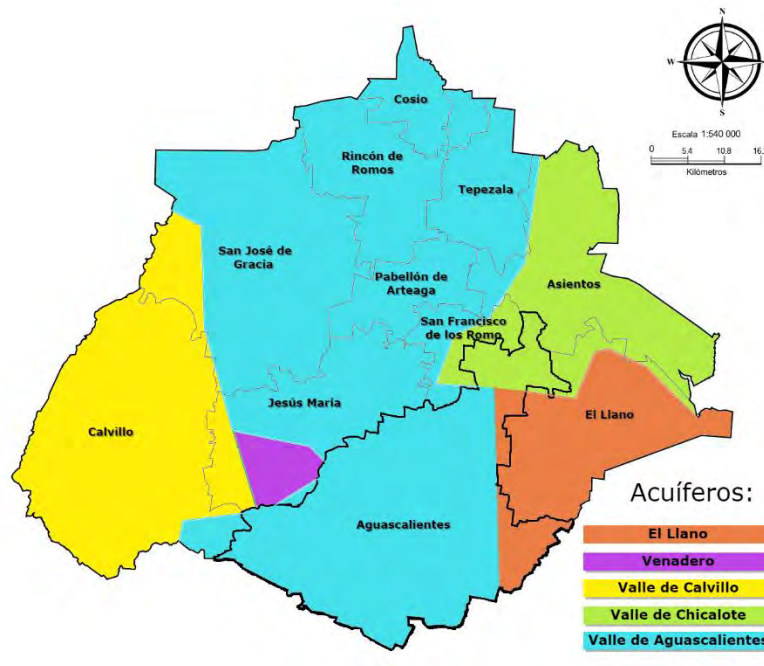 N
W
E
S
Escala 1:540 000
0 5.4 10.8 16.
Kilómetros
Cosío
Rincón de
Romos
Tepezala
San José de
Gracia
Pabellón de
Arteaga
Asientos
San Francisco
de los Romo
Jesús María
Calvillo
El Llano
Aguascalientes
Acuíferos:
El Llano
Venadero
Valle de Calvillo
Valle de Chicalote
Valle de Aguascalientes